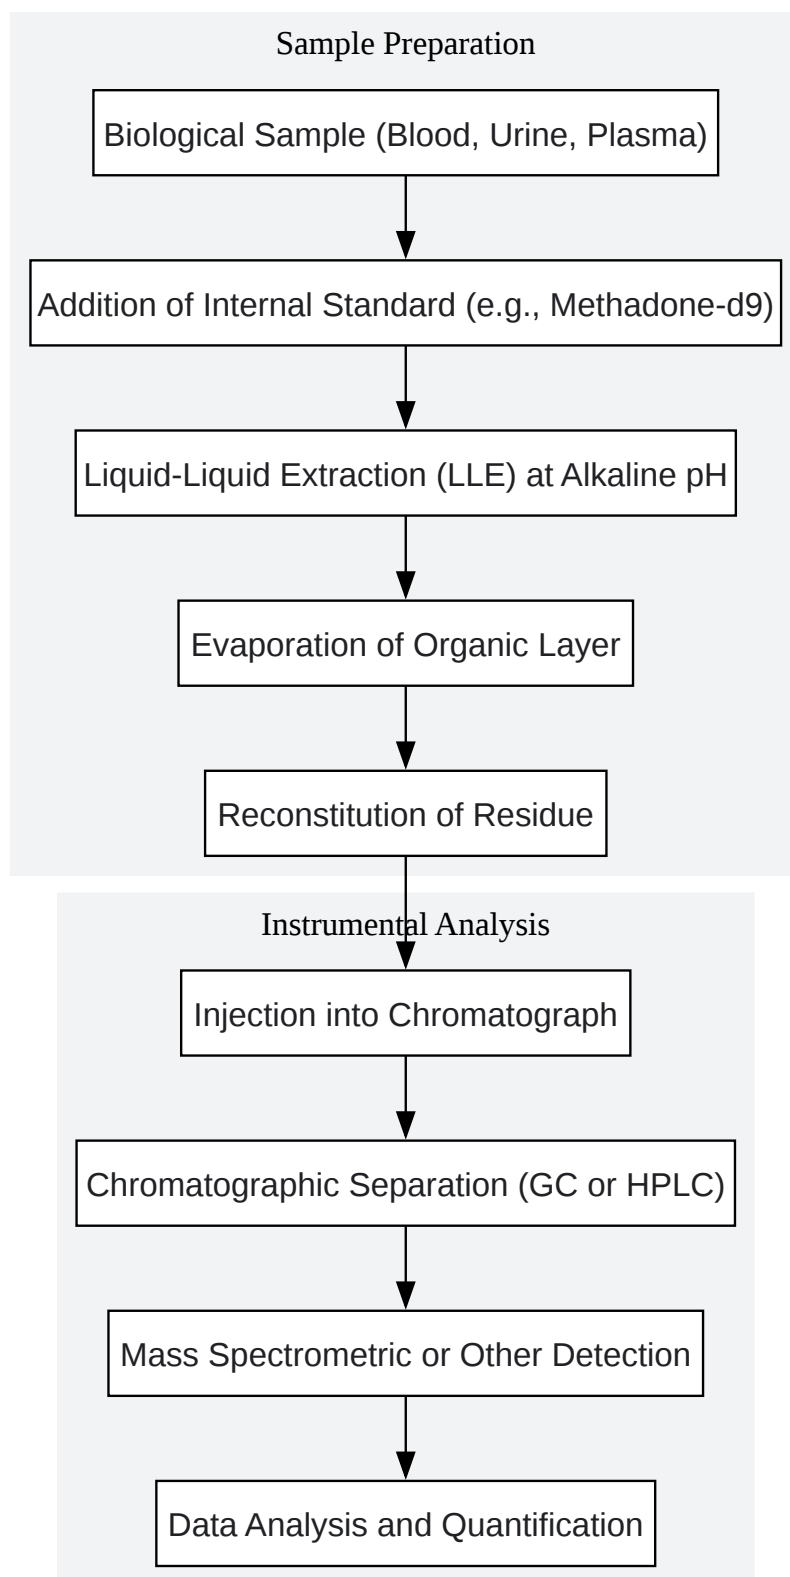 Sample Preparation
Biological Sample (Blood, Urine, Plasma)
Addition of Internal Standard (e.g., Methadone-d9)
Liquid-Liquid Extraction (LLE) at Alkaline pH
Evaporation of Organic Layer
Reconstitution of Residue
Instrumental Analysis
Injection into Chromatograph
Chromatographic Separation (GC or HPLC)
Mass Spectrometric or Other Detection
Data Analysis and Quantification